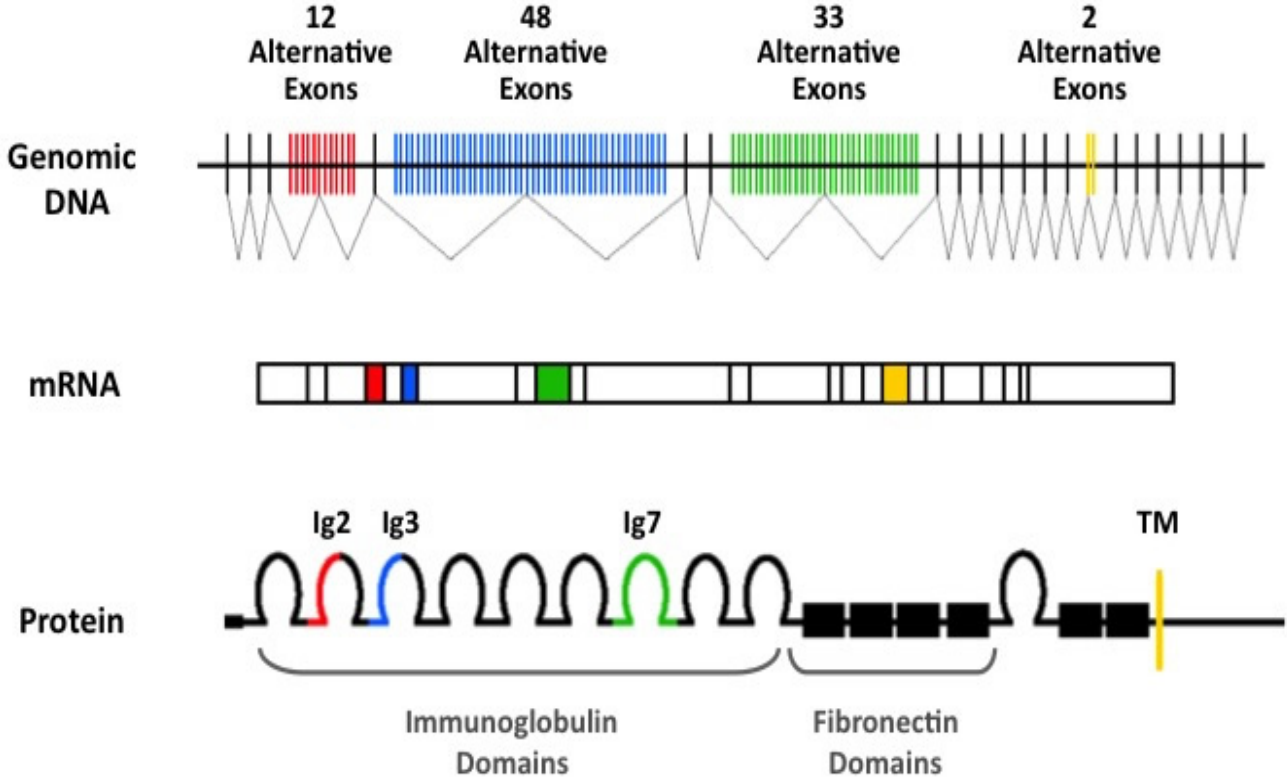 12
Alternative
Exons
48
Alternative
Exons
33
Alternative
Exons
2
Alternative
Exons
Genomic
DNA
mRNA
Ig2
Ig3
Ig7
TM
Protein
Immunoglobulin
Domains
Fibronectin
Domains